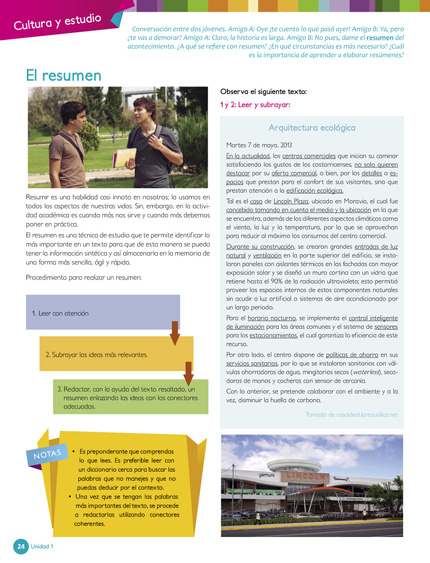 Cultura y estudio
Conversación entre dos jóvenes. Amigo A: Oye ¡te cuento lo que pasó ayer! Amigo B: Ya, pero
¡te vas a demorar! Amigo A: Claro, la historia es larga. Amigo B: No pues, dame el resumen del
acontecimiento. ¿A qué se refiere con resumen? ¿En qué circunstancias es más necesario? ¿Cuál
es la importancia de aprender a elaborar resúmenes?
El resumen
Resumir es una habilidad casi innata en nosotros; la usamos en
todos los aspectos de nuestras vidas. Sin, embargo, en la activi-
dad académica es cuando más nos sirve y cuando más debemos
poner en práctica.
El resumen es una técnica de estudio que te permite identificar lo
más importante en un texto para que de esta manera se pueda
tener la información sintética y así almacenarla en la memoria de
una forma más sencilla, ágil y rápida.
Procedimiento para realizar un resumen:
1. Leer con atención
2. Subrayar las ideas más relevantes.
3. Redactar, con la ayuda del texto resaltado, un
resumen enlazando las ideas con los conectores
adecuados.
NOTAS
• Es preponderante que comprendas
lo que lees. Es preferible leer con
un diccionario cerca para buscar las
palabras que no manejes y que no
puedas deducir por el contexto.
• Una vez que se tengan las palabras
más importantes del texto, se procede
a redactarlas utilizando conectores
coherentes.
24 Unidad 1
Observa el siguiente texto:
1 y 2: Leer y subrayar:
Arquitectura ecológica
Martes 7 de mayo, 2013
En la actualidad, los centros comerciales que inician su caminar
satisfaciendo los gustos de los costarricenses, no solo quieren
destacar por su oferta comercial, o bien, por los detalles o es-
pacios que prestan para el confort de sus visitantes, sino que
prestan atención a la edificación ecológica.
Tal es el caso de Lincoln Plaza, ubicado en Moravia, el cual fue
concebido tomando en cuenta el medio y la ubicación en la que
se encuentra, además de los diferentes aspectos climáticos como
el viento, la luz y la temperatura, por lo que se aprovechan
para reducir al máximo los consumos del centro comercial.
Durante su construcción, se crearon grandes entradas de luz
natural y ventilación en la parte superior del edificio, se insta-
laron paneles con aislantes térmicos en las fachadas con mayor
exposición solar y se diseñó un muro cortina con un vidrio que
retiene hasta el 90% de la radiación ultravioleta; esto permitió
proveer los espacios internos de estos componentes naturales
sin acudir a luz artificial o sistemas de aire acondicionado por
un largo periodo.
Para el horario nocturno, se implementa el control inteligente
de iluminación para las áreas comunes y el sistema de sensores
para los estacionamientos, el cual garantiza la eficiencia de este
recurso.
Por otro lado, el centro dispone de políticas de ahorro en sus
servicios sanitarios, por lo que se instalaron sanitarios con vál-
vulas ahorradoras de agua, mingitorios secos (waterless), seca-
doras de manos y cacheras con sensor de cercanía.
Con lo anterior, se pretende colaborar con el ambiente y a la
vez, disminuir la huella de carbono.
Tomado de casadeellarepublica.net
LINCOLN